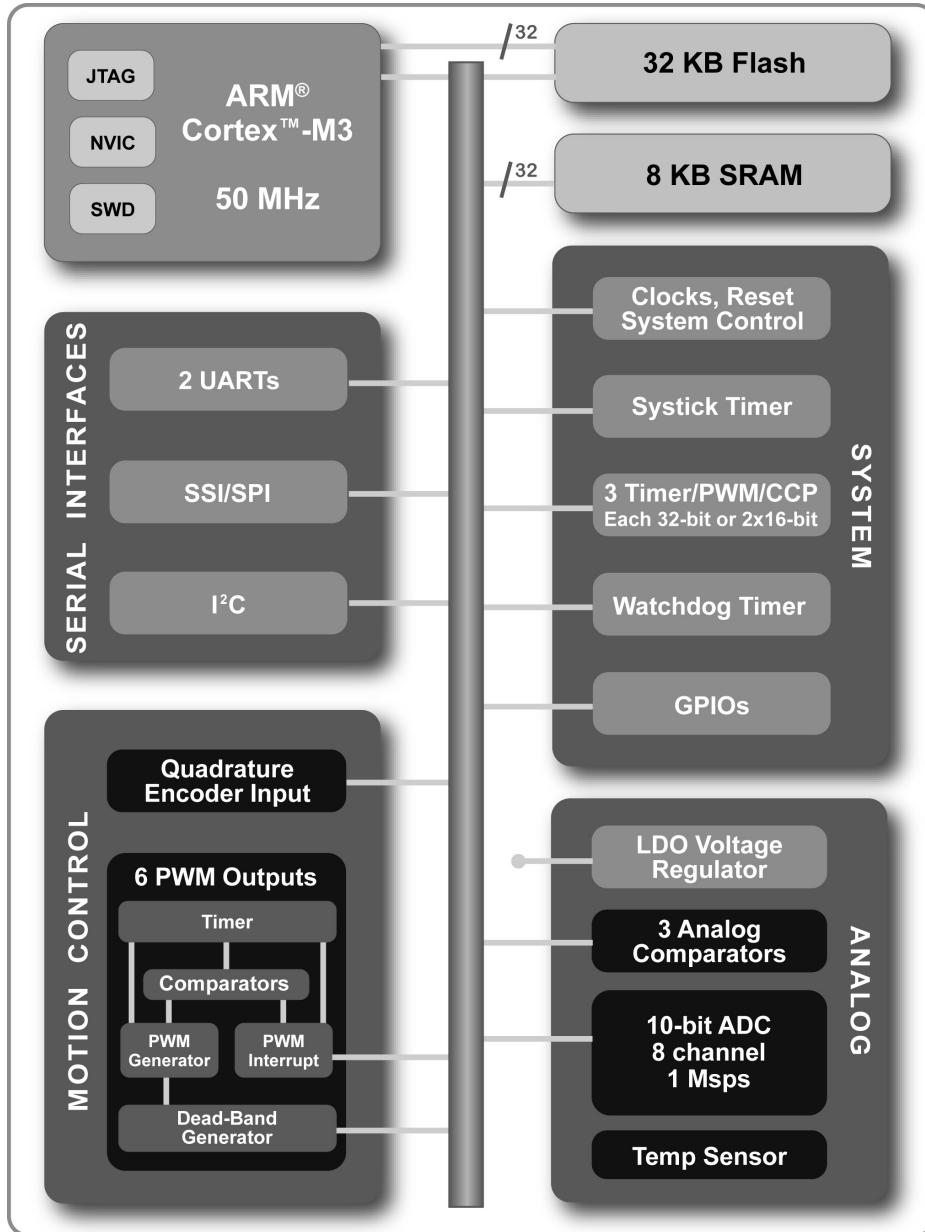 JTAG
NVIC
SWD
ARM®
Cortex™-M3
50 MHz
32
32 KB Flash
32
8 KB SRAM
SERIAL INTERFACES
2 UARTs
SSI/SPI
I²C
SYSTEM
Clocks, Reset
System Control
Systick Timer
3 Timer/PWM/CCP
Each 32-bit or 2x16-bit
Watchdog Timer
GPIOs
MOTION CONTROL
Quadrature
Encoder Input
6 PWM Outputs
Timer
Comparators
PWM
Generator
PWM
Interrupt
Dead-Band
Generator
ANALOG
LDO Voltage
Regulator
3 Analog
Comparators
10-bit ADC
8 channel
1 Msps
Temp Sensor